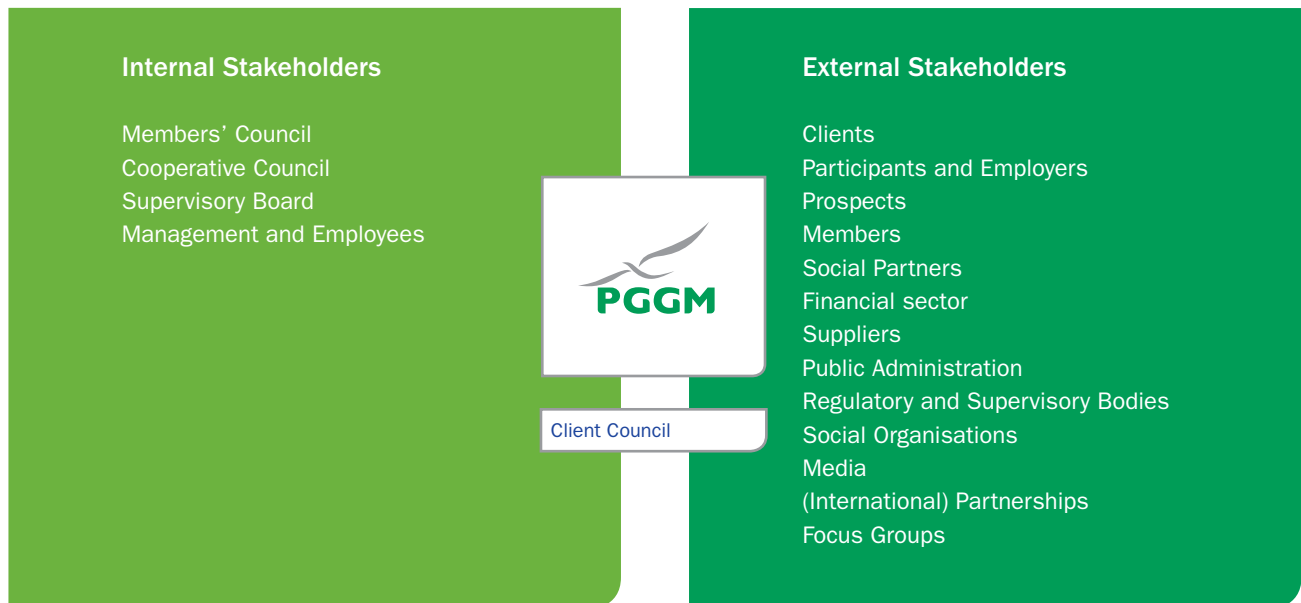 Internal Stakeholders
Members’ Council
Cooperative Council
Supervisory Board
Management and Employees
PGGM
Client Council
External Stakeholders
Clients
Participants and Employers
Prospects
Members
Social Partners
Financial sector
Suppliers
Public Administration
Regulatory and Supervisory Bodies
Social Organisations
Media
(International) Partnerships
Focus Groups